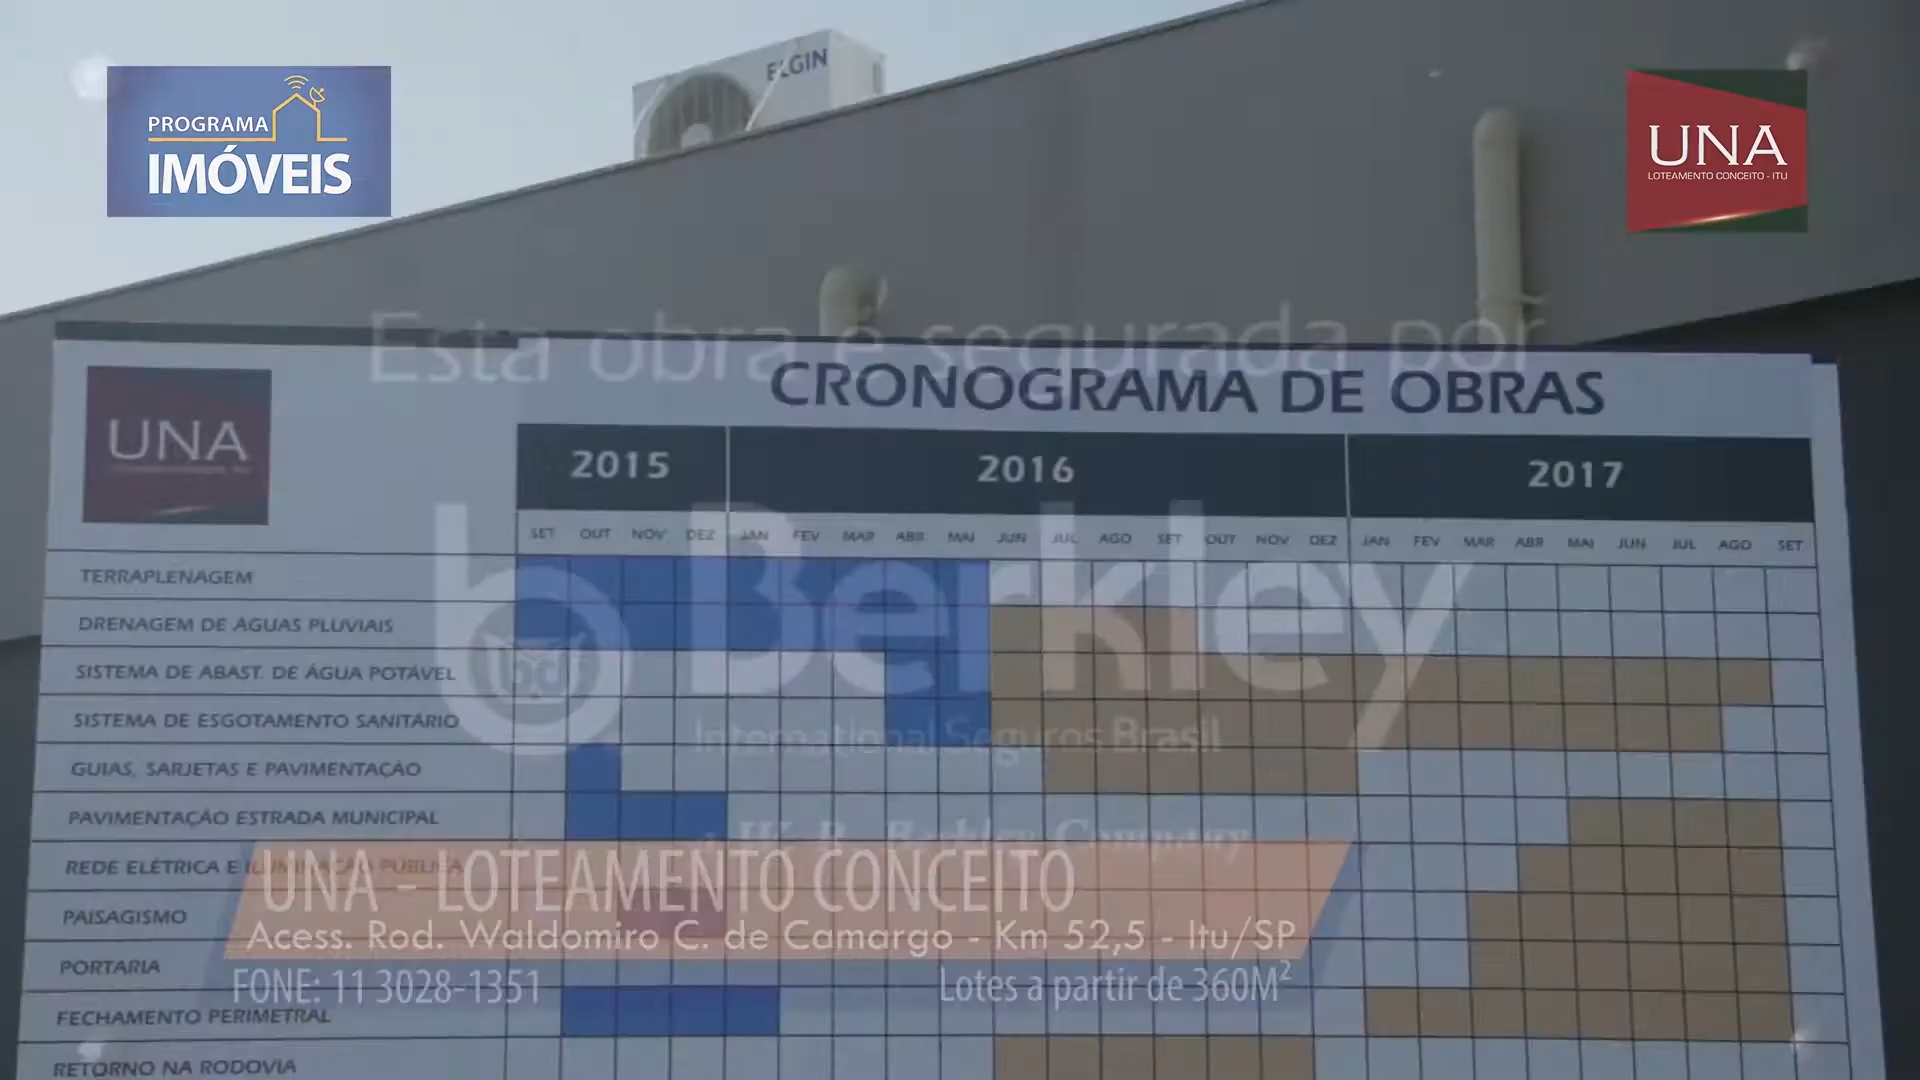 ELGIN
PROGRAMA
IMÓVEIS
UNA
LOTEAMENTO CONCEITO - ITU
Esta obra é segurada por
CRONOGRAMA DE OBRAS
UNA
2015 2016 2017
SET OUT NOV DEZ JAN FEV MAR ABR MAI JUN JUL AGO SET OUT NOV DEZ JAN FEV MAR ABR MAI JUN JUL AGO SET
Berkley
International Seguros Brasil
a W. R. Berkley Company
TERRAPLENAGEM
DRENAGEM DE ÁGUAS PLUVIAIS
SISTEMA DE ABAST. DE ÁGUA POTÁVEL
SISTEMA DE ESGOTAMENTO SANITÁRIO
GUIAS, SARJETAS E PAVIMENTAÇÃO
PAVIMENTAÇÃO ESTRADA MUNICIPAL
REDE ELÉTRICA E ILUMINAÇÃO PÚBLICA
PAISAGISMO
PORTARIA
FECHAMENTO PERIMETRAL
RETORNO NA RODOVIA
UNA - LOTEAMENTO CONCEITO
Acess. Rod. Waldomiro C. de Camargo - Km 52,5 - Itu/SP
FONE: 11 3028-1351 Lotes a partir de 360M²